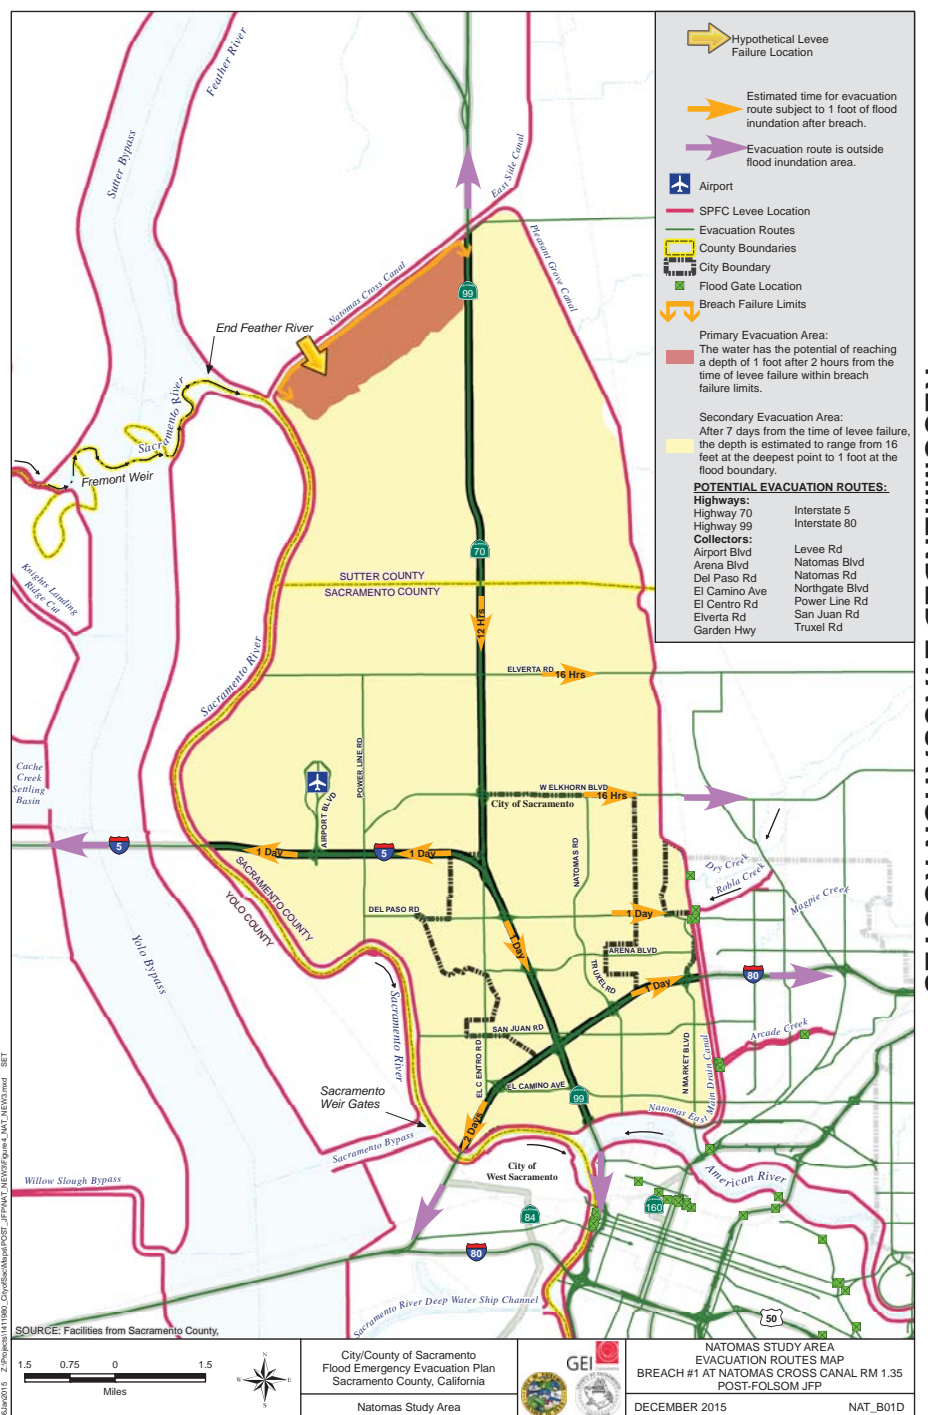 Hypothetical Levee
Failure Location
Estimated time for evacuation
route subject to 1 foot of flood
inundation after breach.
Evacuation route is outside
flood inundation area.
Airport
SPFC Levee Location
Evacuation Routes
County Boundaries
City Boundary
Flood Gate Location
Breach Failure Limits
Primary Evacuation Area:
The water has the potential of reaching
a depth of 1 foot after 2 hours from the
time of levee failure within breach
failure limits.
Secondary Evacuation Area:
After 7 days from the time of levee failure,
the depth is estimated to range from 16
feet at the deepest point to 1 foot at the
flood boundary.
POTENTIAL EVACUATION ROUTES:
Highways:
Highway 70
Highway 99
Interstate 5
Interstate 80
Collectors:
Airport Blvd
Arena Blvd
Del Paso Rd
El Camino Ave
El Centro Rd
Elverta Rd
Garden Hwy
Levee Rd
Natomas Blvd
Natomas Rd
Northgate Blvd
Power Line Rd
San Juan Rd
Truxel Rd
Feather River
Sutter Bypass
East Side Canal
Pleasant Grove Canal
Natomas Cross Canal
99
End Feather River
Sacramento River
Fremont Weir
Knights Landing
Ridge Cut
70
SUTTER COUNTY
SACRAMENTO COUNTY
12 Hrs
Sacramento River
ELVERTA RD
16 Hrs
POWER LINE RD
Cache
Creek
Settling
Basin
AIRPORT BLVD
W ELKHORN BLVD
16 Hrs
City of Sacramento
5
1 Day
5
1 Day
NATOMAS RD
Dry Creek
Robla Creek
Magpie Creek
SACRAMENTO COUNTY
YOLO COUNTY
DEL PASO RD
1 Day
1 Day
ARENA BLVD
TRUXEL RD
1 Day
80
Yolo Bypass
Sacramento River
SAN JUAN RD
EL C ENTRO RD
N MARKET BLVD
Arcade Creek
Natomas East Main Drain Canal
EL CAMINO AVE
99
Sacramento
Weir Gates
2 Days
Sacramento Bypass
City of
West Sacramento
American River
Willow Slough Bypass
84
160
80
Sacramento River Deep Water Ship Channel
50
SOURCE: Facilities from Sacramento County,
1.5 0.75 0 1.5
Miles
N
W E
S
City/County of Sacramento
Flood Emergency Evacuation Plan
Sacramento County, California
Natomas Study Area
GEI
NATOMAS STUDY AREA
EVACUATION ROUTES MAP
BREACH #1 AT NATOMAS CROSS CANAL RM 1.35
POST-FOLSOM JFP
DECEMBER 2015
NAT_B01D